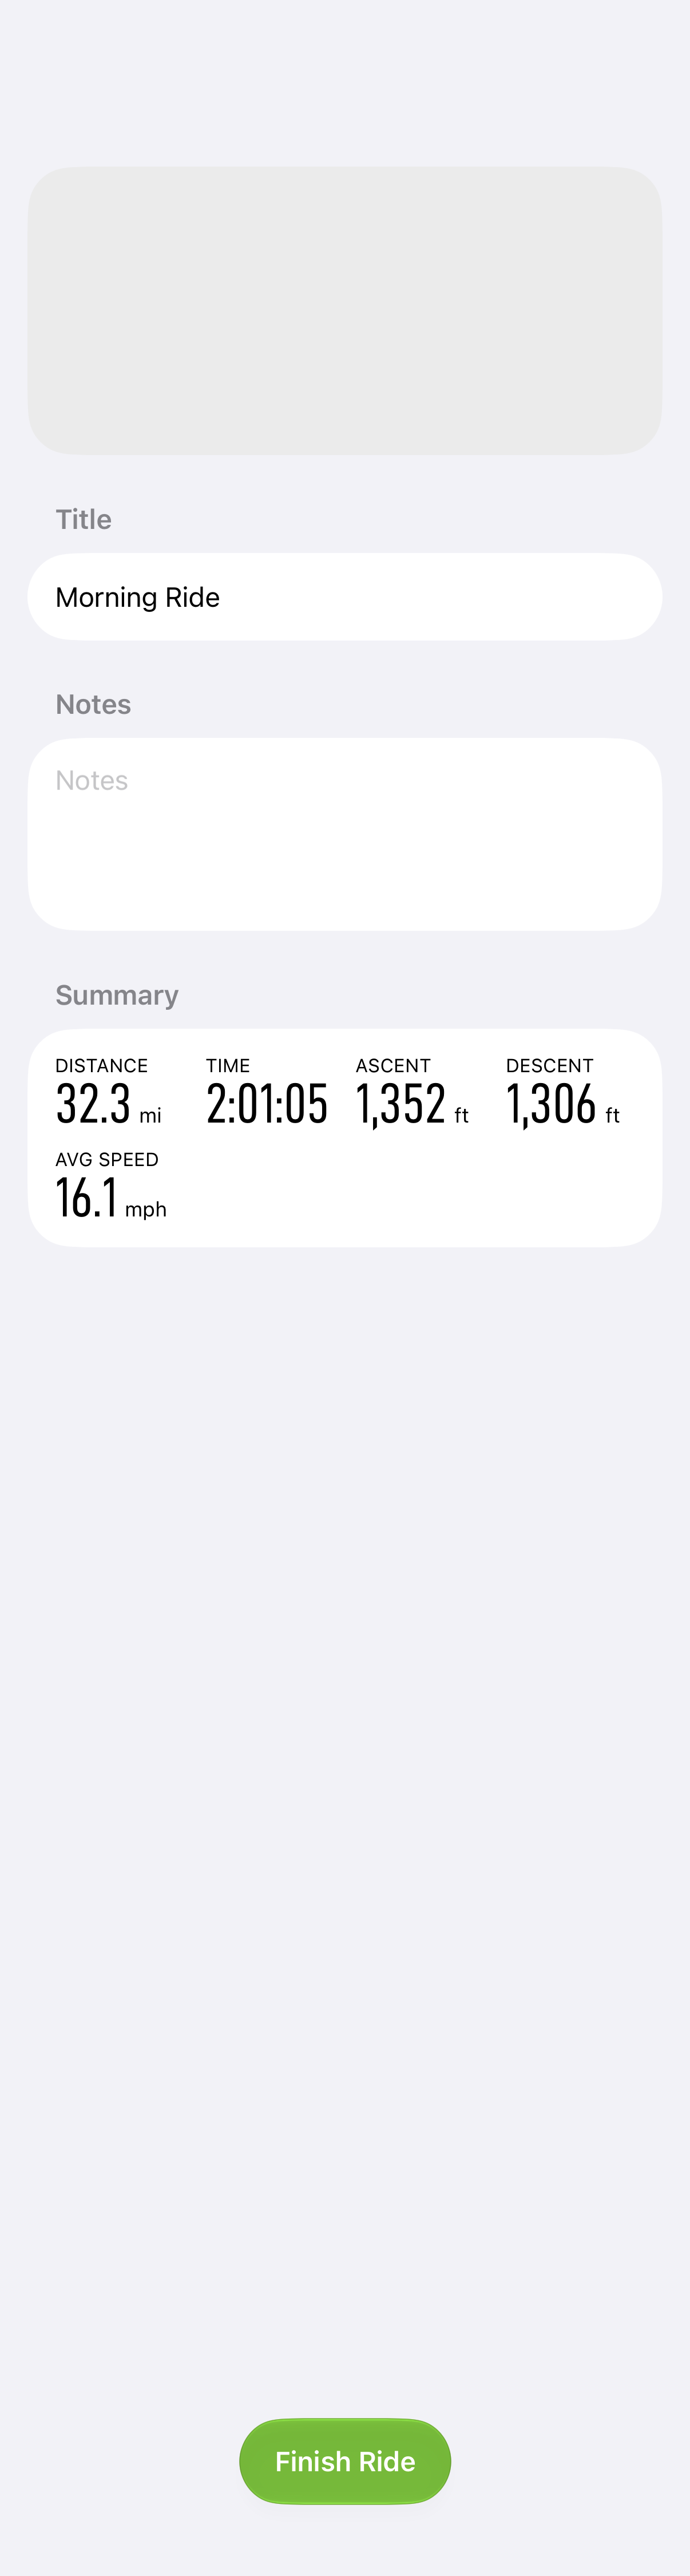 Title
Morning Ride
Notes
Notes
Summary
DISTANCE TIME ASCENT DESCENT
32.3 mi 2:01:05 1,352 ft 1,306 ft
AVG SPEED
16.1 mph
Finish Ride